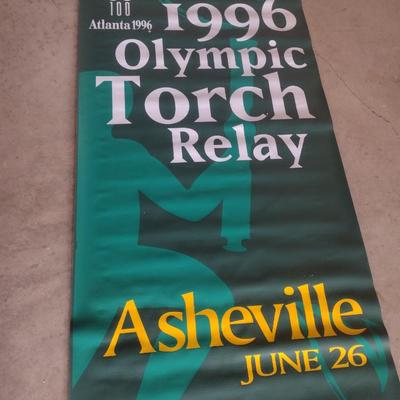 100
Atlanta 1996
1996
Olympic
Torch
Relay
Asheville
JUNE 26